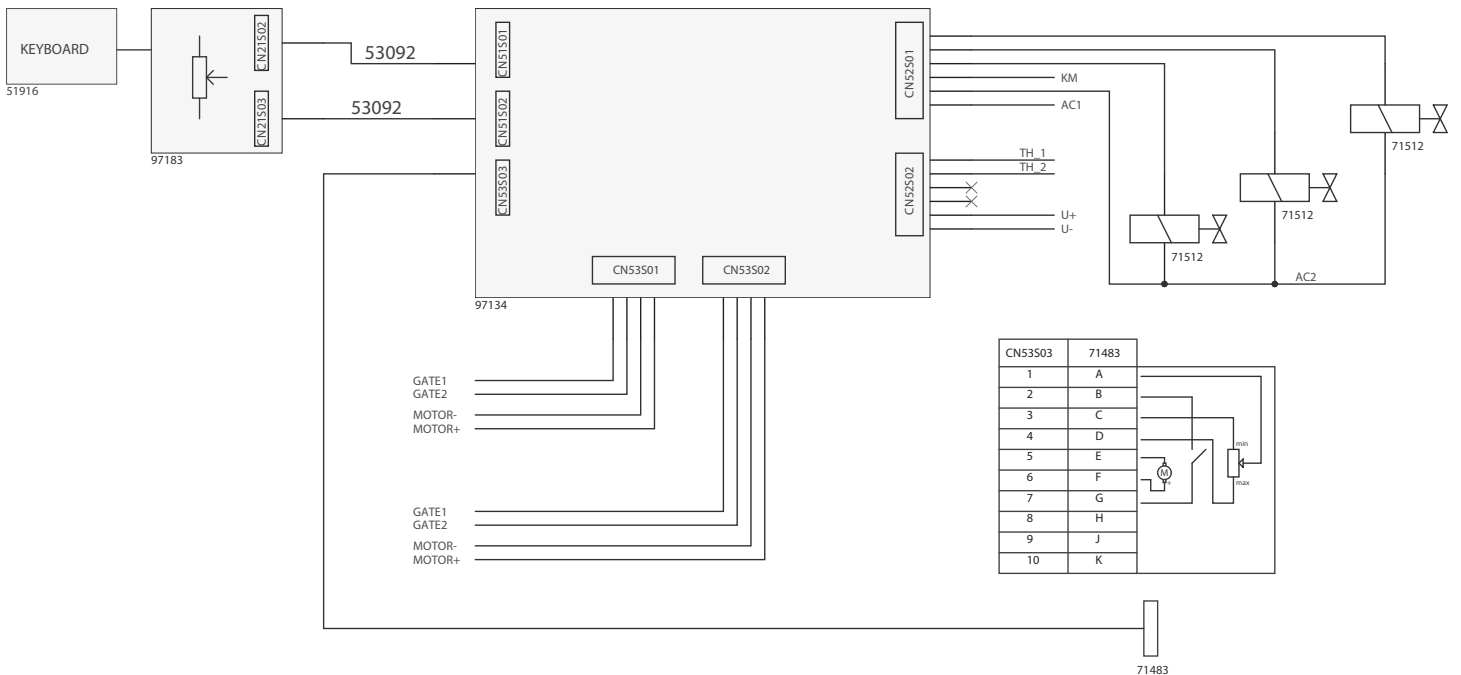 KEYBOARD
51916
CN21S02
CN21S03
97183
53092
53092
CN51S01
CN51S02
CN53S03
CN53S01
CN53S02
97134
CN52S01
CN52S02
KM
AC1
TH_1
TH_2
U+
U-
71512
71512
71512
AC2
GATE1
GATE2
MOTOR-
MOTOR+
GATE1
GATE2
MOTOR-
MOTOR+
CN53S03 71483
1 A
2 B
3 C
4 D
5 E
6 F
7 G
8 H
9 J
10 K
min
M
+
max
71483